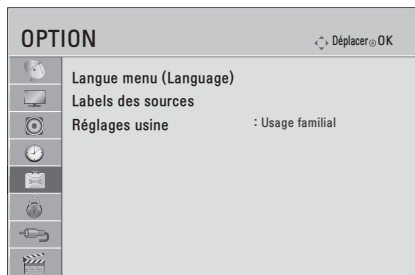 OPTION
Déplacer OK
Langue menu (Language)
Labels des sources
Réglages usine : Usage familial